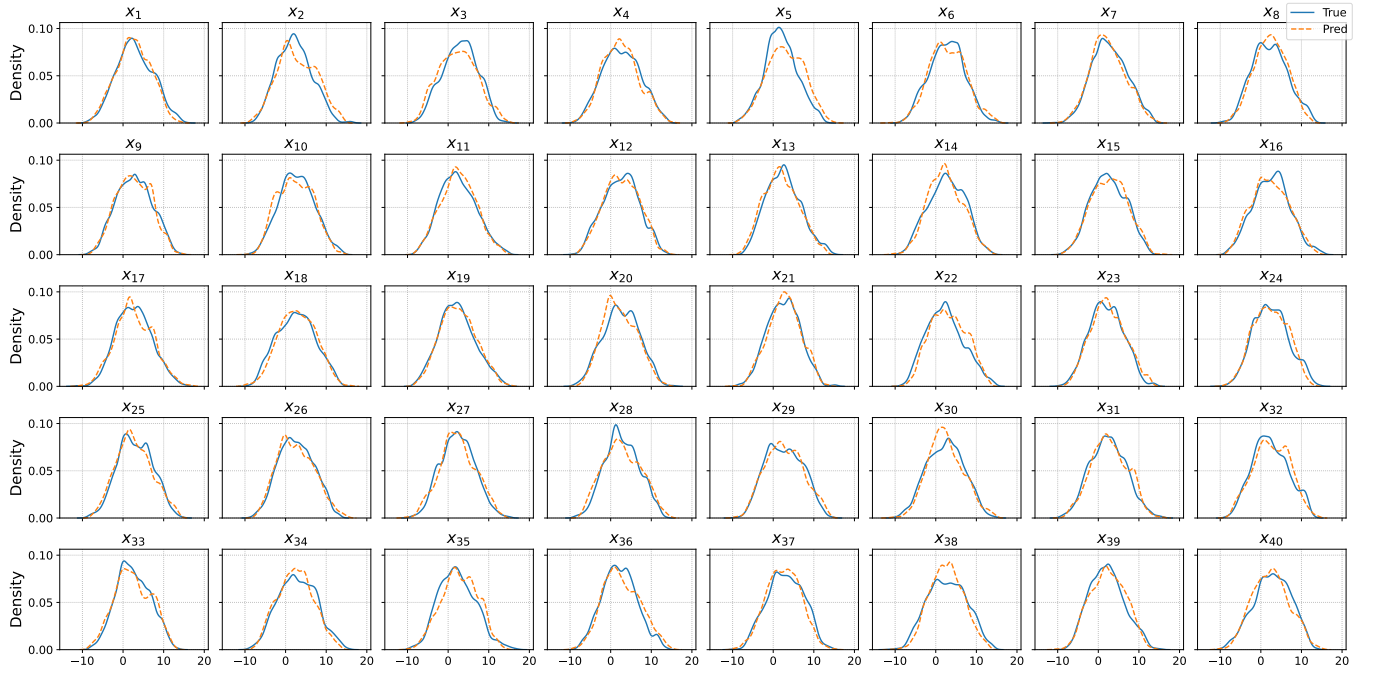 x₁ x₂ x₃ x₄ x₅ x₆ x₇ x₈
True
Pred
0.10
0.05
0.00
Density
x₉ x₁₀ x₁₁ x₁₂ x₁₃ x₁₄ x₁₅ x₁₆
0.10
0.05
0.00
Density
x₁₇ x₁₈ x₁₉ x₂₀ x₂₁ x₂₂ x₂₃ x₂₄
0.10
0.05
0.00
Density
x₂₅ x₂₆ x₂₇ x₂₈ x₂₉ x₃₀ x₃₁ x₃₂
0.10
0.05
0.00
Density
x₃₃ x₃₄ x₃₅ x₃₆ x₃₇ x₃₈ x₃₉ x₄₀
0.10
0.05
0.00
Density
−10 0 10 20 −10 0 10 20 −10 0 10 20 −10 0 10 20 −10 0 10 20 −10 0 10 20 −10 0 10 20 −10 0 10 20